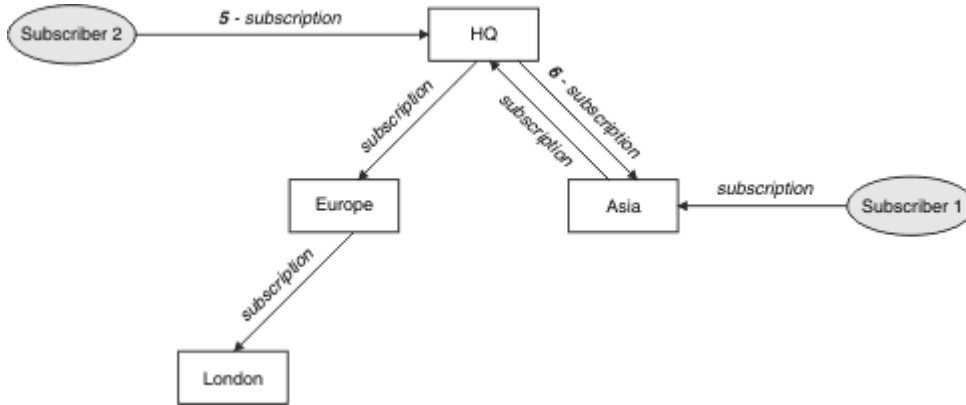 5 - subscription
Subscriber 2
HQ
subscription
6 - subscription
subscription
Europe
Asia
subscription
Subscriber 1
subscription
London